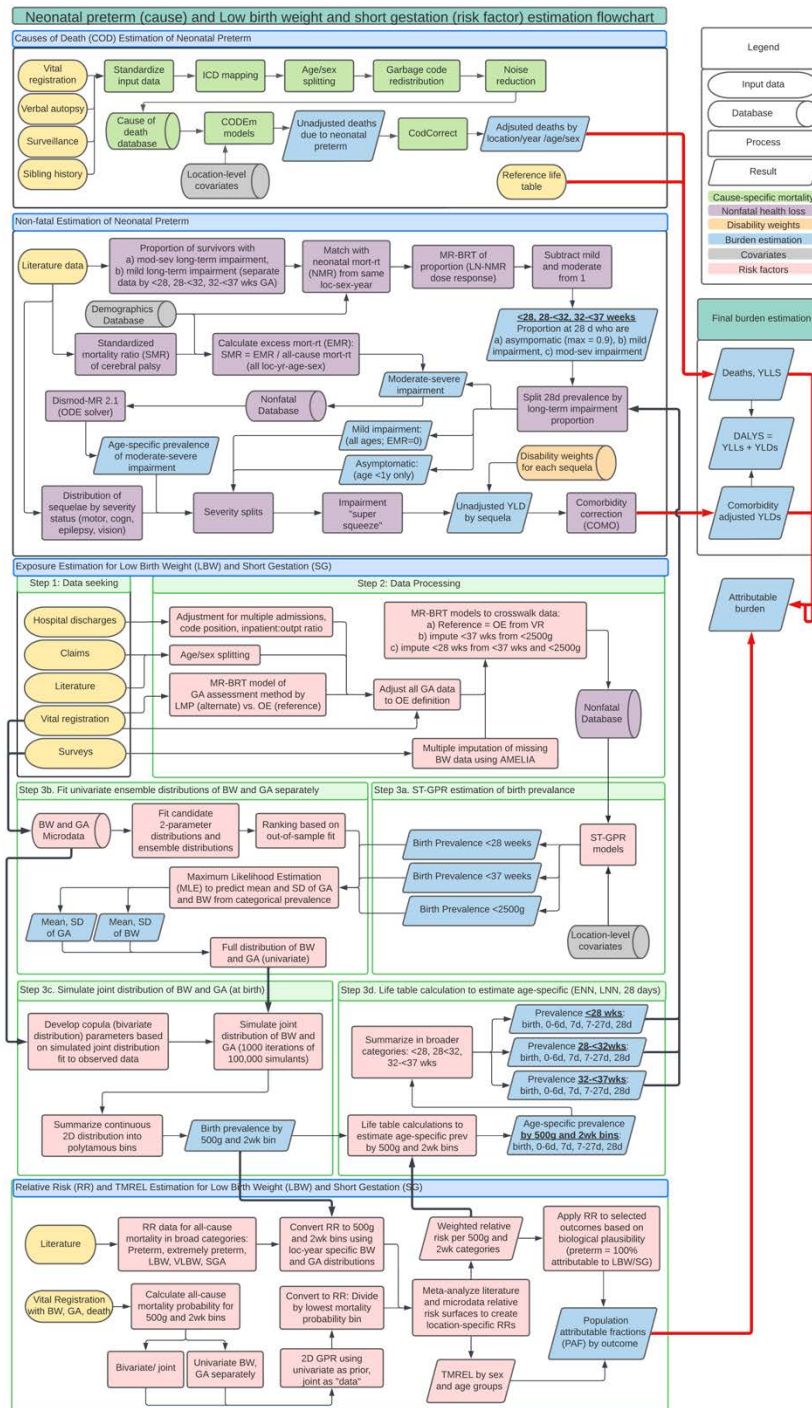 Neonatal preterm (cause) and Low birth weight and short gestation (risk factor) estimation flowchart
Causes of Death (COD) Estimation of Neonatal Preterm
Vital
registration
Verbal autopsy
Surveillance
Sibling history
Standardize
input data
ICD mapping
Age/sex
splitting
Garbage code
redistribution
Noise
reduction
Cause of
death
database
CODEm
models
Unadjusted deaths
due to neonatal
preterm
CodCorrect
Adjsuted deaths by
location/year /age/sex
Location-level
covariates
Reference life
table
Legend
Input data
Database
Process
Result
Cause-specific mortality
Nonfatal health loss
Disability weights
Burden estimation
Covariates
Risk factors
Non-fatal Estimation of Neonatal Preterm
Literature data
Proportion of survivors with
a) mod-sev long-term impairment,
b) mild long-term impairment (separate
data by <28, 28-<32, 32-<37 wks GA)
Match with
neonatal mort-rt
(NMR) from same
loc-sex-year
MR-BRT of
proportion (LN-NMR
dose response)
Subtract mild
and moderate
from 1
Demographics
Database
<28, 28-<32, 32-<37 weeks
Proportion at 28 d who are
a) asympomatic (max = 0.9), b) mild
impairment, c) mod-sev impairment
Standardized
mortality ratio (SMR)
of cerebral palsy
Calculate excess mort-rt (EMR):
SMR = EMR / all-cause mort-rt
(all loc-yr-age-sex)
Moderate-severe
impairment
Dismod-MR 2.1
(ODE solver)
Nonfatal
Database
Split 28d prevalence by
long-term impairment
proportion
Mild impairment:
(all ages; EMR=0)
Age-specific prevalence
of moderate-severe
impairment
Asymptomatic:
(age <1y only)
Disability weights
for each sequela
Distribution of
sequelae by severity
status (motor, cogn,
epilepsy, vision)
Severity splits
Impairment
"super
squeeze"
Unadjusted YLD
by sequela
Comorbidity
correction
(COMO)
Final burden estimation
Deaths, YLLS
DALYS =
YLLs + YLDs
Comorbidity
adjusted YLDs
Attributable
burden
Exposure Estimation for Low Birth Weight (LBW) and Short Gestation (SG)
Step 1: Data seeking
Step 2: Data Processing
Hospital discharges
Claims
Literature
Vital registration
Surveys
Adjustment for multiple admissions,
code position, inpatient:outpt ratio
Age/sex splitting
MR-BRT model of
GA assessment method by
LMP (alternate) vs. OE (reference)
MR-BRT models to crosswalk data:
a) Reference = OE from VR
b) impute <37 wks from <2500g
c) impute <28 wks from <37 wks and <2500g
Adjust all GA data
to OE definition
Nonfatal
Database
Multiple imputation of missing
BW data using AMELIA
Step 3b. Fit univariate ensemble distributions of BW and GA separately
Step 3a. ST-GPR estimation of birth prevalance
BW and GA
Microdata
Fit candidate
2-parameter
distributions and
ensemble distributions
Ranking based on
out-of-sample fit
Birth Prevalence <28 weeks
Birth Prevalence <37 weeks
Birth Prevalence <2500g
ST-GPR
models
Maximum Likelihood Estimation
(MLE) to predict mean and SD of GA
and BW from categorical prevalence
Mean, SD
of GA
Mean, SD
of BW
Full distribution of BW
and GA (univariate)
Location-level
covariates
Step 3c. Simulate joint distribution of BW and GA (at birth)
Step 3d. Life table calculation to estimate age-specific (ENN, LNN, 28 days)
Develop copula (bivariate
distribution) parameters based
on simulated joint distribution
fit to observed data
Simulate joint
distribution of BW and
GA (1000 iterations of
100,000 simulants)
Summarize in broader
categories: <28, 28<32,
32-<37 wks
Prevalence <28 wks:
birth, 0-6d, 7d, 7-27d, 28d
Prevalence 28-<32wks:
birth, 0-6d, 7d, 7-27d, 28d
Prevalence 32-<37wks:
birth, 0-6d, 7d, 7-27d, 28d
Summarize continuous
2D distribution into
polytamous bins
Birth prevalence by
500g and 2wk bin
Life table calculations to
estimate age-specific prev
by 500g and 2wk bins
Age-specific prevalence
by 500g and 2wk bins:
birth, 0-6d, 7d, 7-27d, 28d
Relative Risk (RR) and TMREL Estimation for Low Birth Weight (LBW) and Short Gestation (SG)
Literature
RR data for all-cause
mortality in broad categories:
Preterm, extremely preterm,
LBW, VLBW, SGA
Convert RR to 500g
and 2wk bins using
loc-year specific BW
and GA distributions
Weighted relative
risk per 500g and
2wk categories
Apply RR to selected
outcomes based on
biological plausibility
(preterm = 100%
attributable to LBW/SG)
Vital Registration
with BW, GA, death
Calculate all-cause
mortality probability for
500g and 2wk bins
Convert to RR: Divide
by lowest mortality
probability bin
Meta-analyze literature
and microdata relative
risk surfaces to create
location-specific RRs
Population
attributable fractions
(PAF) by outcome
Bivariate/ joint
Univariate BW,
GA separately
2D GPR using
univariate as prior,
joint as "data"
TMREL by sex
and age groups